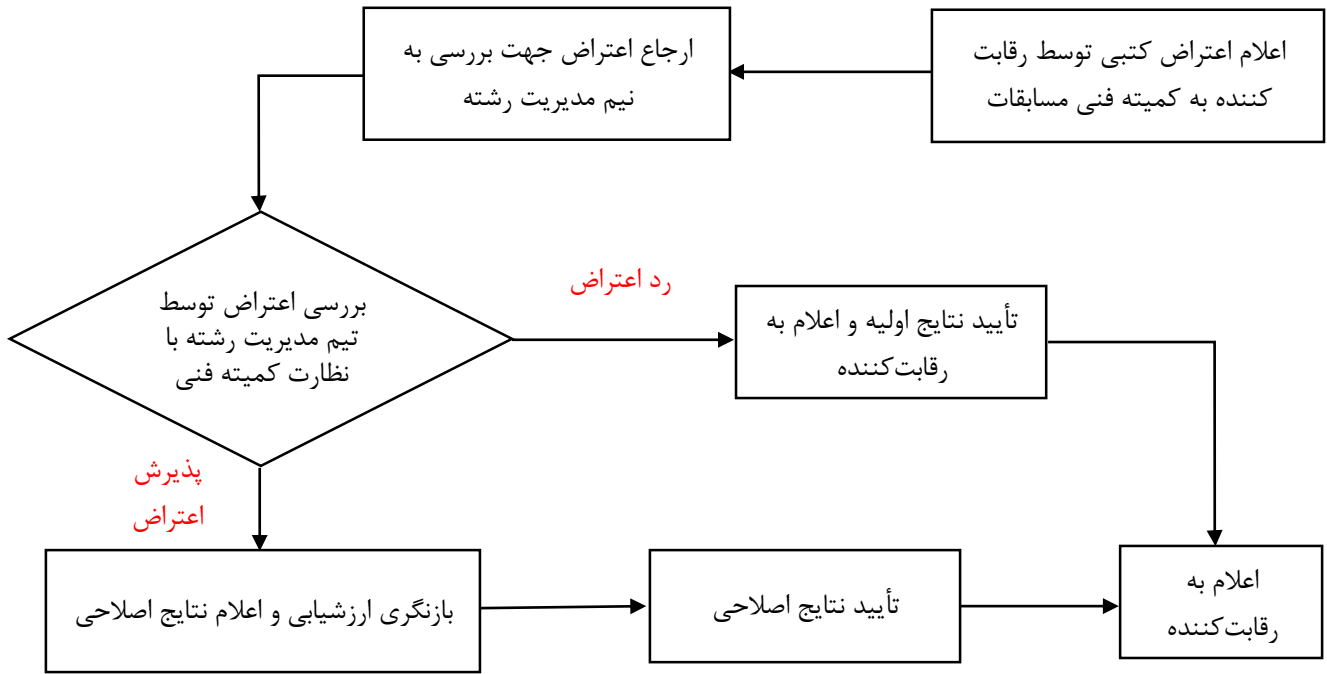 اعلام اعتراض کتبی توسط رقابت
کننده به کمیته فنی مسابقات
ارجاع اعتراض جهت بررسی به
نیم مدیریت رشته
بررسی اعتراض توسط
تیم مدیریت رشته با
نظارت کمیته فنی
رد اعتراض
تأیید نتایج اولیه و اعلام به
رقابت‌کننده
پذیرش
اعتراض
بازنگری ارزشیابی و اعلام نتایج اصلاحی
تأیید نتایج اصلاحی
اعلام به
رقابت‌کننده